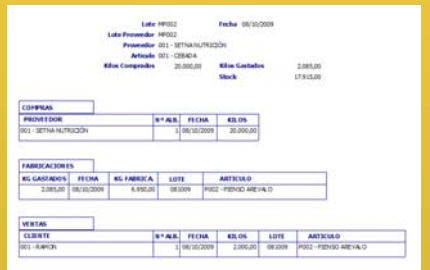 Lote MP002 Fecha 08/10/2009
Lote Proveedor MP002
Proveedor 001 - SETNA NUTRICIÓN
Artículo 001 - CEBADA
Kilos Comprados 20.000,00 Kilos Gastados 2.085,00
Stock 17.915,00
COMPRAS
PROVEEDOR Nº ALB. FECHA KILOS
001 - SETNA NUTRICIÓN 1 08/10/2009 20.000,00
FABRICACIONES
KG GASTADOS FECHA KG FABRICA. LOTE ARTICULO
2.085,00 08/10/2009 6.950,00 081009 P002 - PIENSO AREVALO
VENTAS
CLIENTE Nº ALB. FECHA KILOS LOTE ARTICULO
001 - RAMON 1 08/10/2009 2.000,00 081009 P002 - PIENSO AREVALO